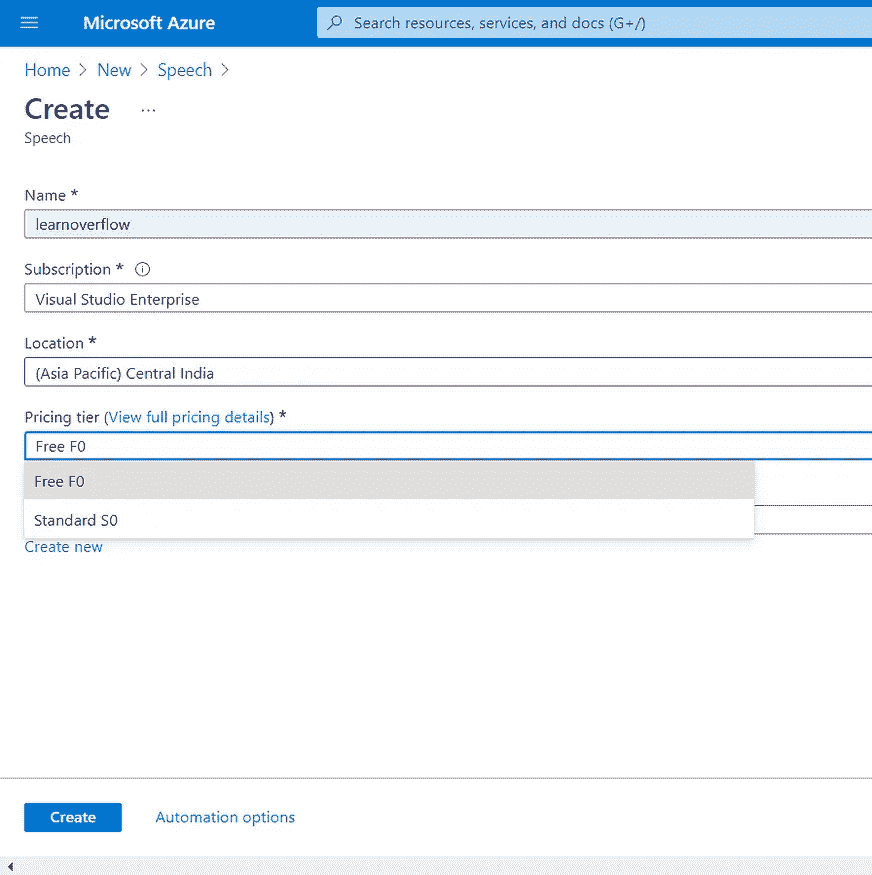 Microsoft Azure
Search resources, services, and docs (G+/)
Home > New > Speech >
Create ...
Speech
Name *
learnoverflow
Subscription *
Visual Studio Enterprise
Location *
(Asia Pacific) Central India
Pricing tier (View full pricing details) *
Free F0
Free F0
Standard S0
Create new
Create Automation options